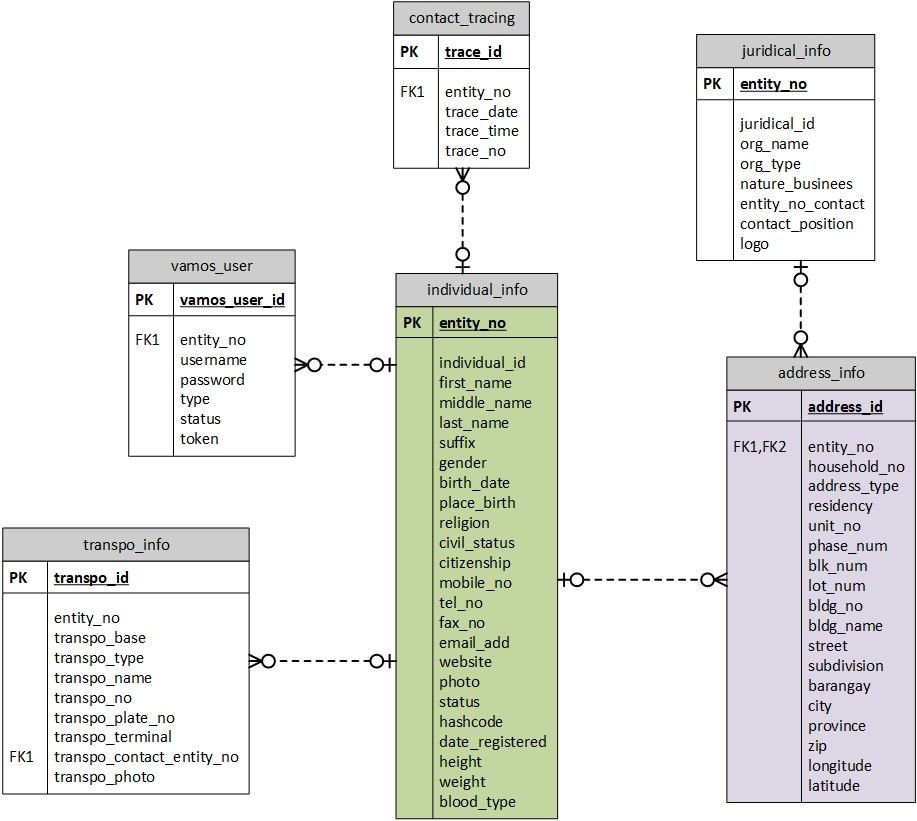 contact_tracing
PK trace_id
FK1 entity_no
trace_date
trace_time
trace_no
juridical_info
PK entity_no
juridical_id
org_name
org_type
nature_businees
entity_no_contact
contact_position
logo
vamos_user
PK vamos_user_id
FK1 entity_no
username
password
type
status
token
individual_info
PK entity_no
individual_id
first_name
middle_name
last_name
suffix
gender
birth_date
place_birth
religion
civil_status
citizenship
mobile_no
tel_no
fax_no
email_add
website
photo
status
hashcode
date_registered
height
weight
blood_type
address_info
PK address_id
FK1,FK2 entity_no
household_no
address_type
residency
unit_no
phase_num
blk_num
lot_num
bldg_no
bldg_name
street
subdivision
barangay
city
province
zip
longitude
latitude
transpo_info
PK transpo_id
entity_no
transpo_base
transpo_type
transpo_name
transpo_no
transpo_plate_no
transpo_terminal
FK1 transpo_contact_entity_no
transpo_photo